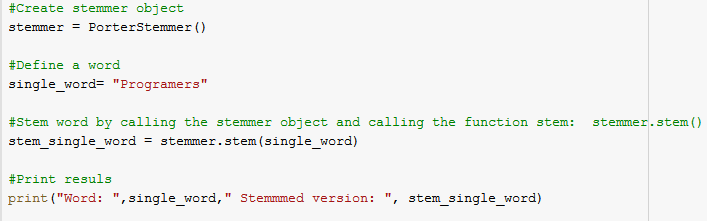 #Create stemmer object
stemmer = PorterStemmer()
#Define a word
single_word= "Programers"
#Stem word by calling the stemmer object and calling the function stem:  stemmer.stem()
stem_single_word = stemmer.stem(single_word)
#Print resuls
print("Word: ",single_word," Stemmmed version: ", stem_single_word)